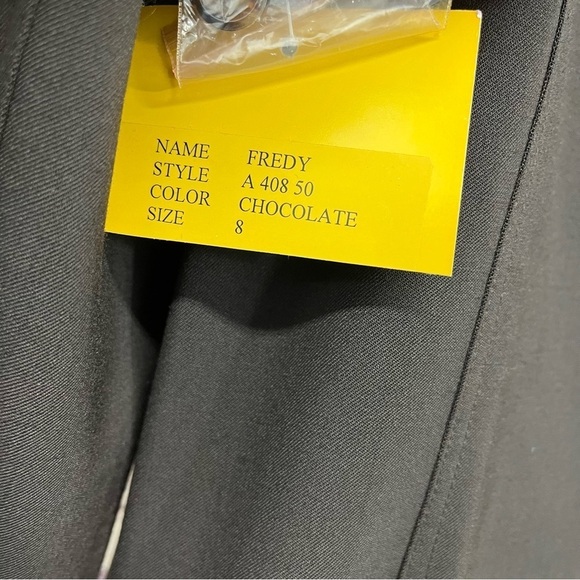 NAME FREDY
STYLE A 408 50
COLOR CHOCOLATE
SIZE 8